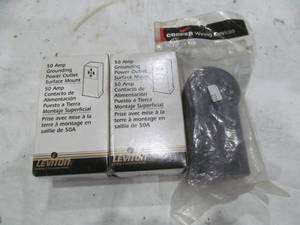 50 Amp
Grounding
Power Outlet
Surface Mount
50 Amp
Contacto de
Alimentación
Puesto a Tierra
Montaje Superficial
Prise avec mise à la
terre à montage en
saillie de 50A
LEVITON
50 Amp
Grounding
Power Outlet
Surface Mount
50 Amp
Contacto de
Alimentación
Puesto a Tierra
Montaje Superficial
Prise avec mise à la
terre à montage en
saillie de 50A
LEVITON
COOPER Wiring Devices